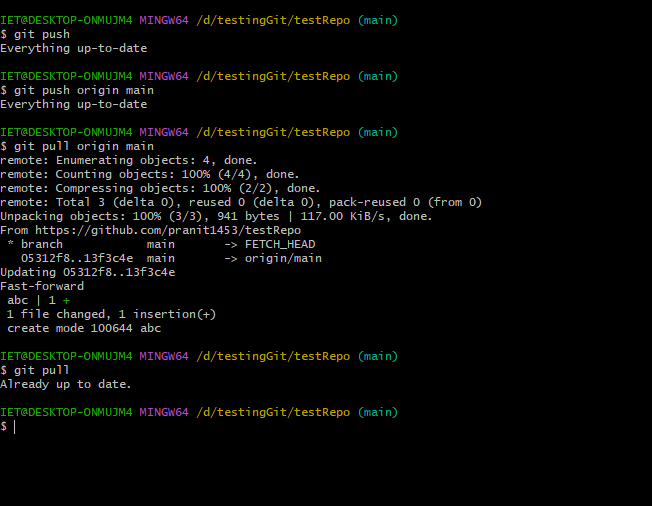 IET@DESKTOP-ONMUJM4 MINGW64 /d/testingGit/testRepo (main)
$ git push
Everything up-to-date
IET@DESKTOP-ONMUJM4 MINGW64 /d/testingGit/testRepo (main)
$ git push origin main
Everything up-to-date
IET@DESKTOP-ONMUJM4 MINGW64 /d/testingGit/testRepo (main)
$ git pull origin main
remote: Enumerating objects: 4, done.
remote: Counting objects: 100% (4/4), done.
remote: Compressing objects: 100% (2/2), done.
remote: Total 3 (delta 0), reused 0 (delta 0), pack-reused 0 (from 0)
Unpacking objects: 100% (3/3), 941 bytes | 117.00 KiB/s, done.
From https://github.com/pranit1453/testRepo
 * branch            main       -> FETCH_HEAD
   05312f8..13f3c4e  main       -> origin/main
Updating 05312f8..13f3c4e
Fast-forward
 abc | 1 +
 1 file changed, 1 insertion(+)
 create mode 100644 abc
IET@DESKTOP-ONMUJM4 MINGW64 /d/testingGit/testRepo (main)
$ git pull
Already up to date.
IET@DESKTOP-ONMUJM4 MINGW64 /d/testingGit/testRepo (main)
$